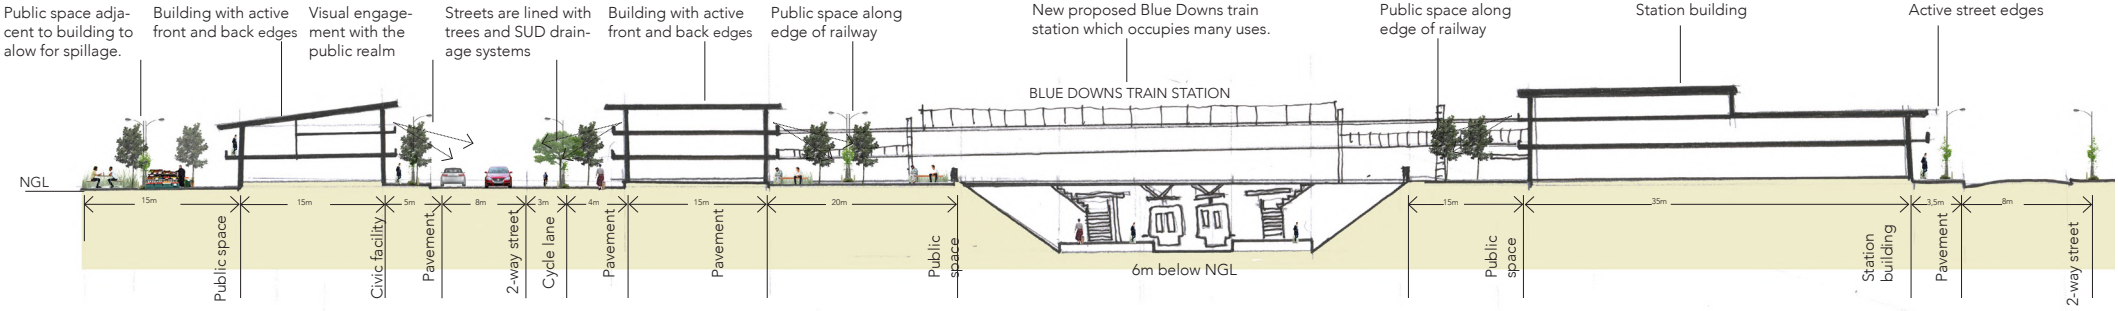 Public space adja-
cent to building to
alow for spillage.
Building with active
front and back edges
Visual engage-
ment with the
public realm
Streets are lined with
trees and SUD drain-
age systems
Building with active
front and back edges
Public space along
edge of railway
New proposed Blue Downs train
station which occupies many uses.
Public space along
edge of railway
Station building
Active street edges
BLUE DOWNS TRAIN STATION
NGL
15m
15m
5m
8m
3m
4m
15m
20m
15m
35m
3,5m
8m
Public space
Civic facility
Pavement
2-way street
Cycle lane
Pavement
Pavement
Public
space
6m below NGL
Public
space
Station
building
Pavement
2-way street